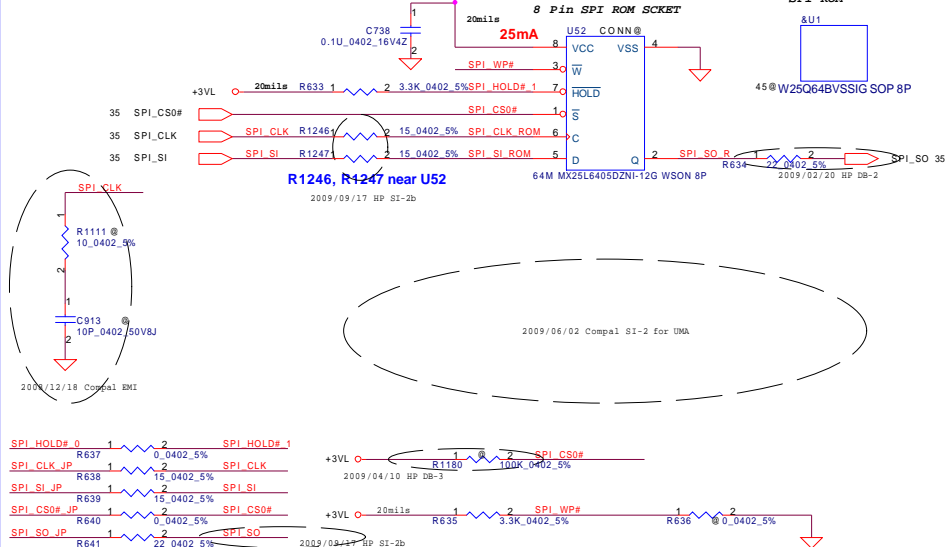 8 Pin SPI ROM SCKET
1
20mils
C738
0.1U_0402_16V4Z
2
25mA
U52 CONN@
8 VCC VSS 4
&U1
45@ W25Q64BVSSIG SOP 8P
SPI_WP# 3 W
+3VL 20mils R633 1 2 3.3K_0402_5% SPI_HOLD#_1 7 HOLD
35 SPI_CS0# SPI_CS0# 1 S
35 SPI_CLK SPI_CLK R1246 1 2 15_0402_5% SPI_CLK_ROM 6 C
35 SPI_SI SPI_SI R1247 1 2 15_0402_5% SPI_SI_ROM 5 D Q 2 SPI_SO_R 1 2 SPI_SO 35
R634 22_0402_5%
64M MX25L6405DZNI-12G WSON 8P
2009/02/20 HP DB-2
R1246, R1247 near U52
2009/09/17 HP SI-2b
SPI_CLK
1
R1111 @
10_0402_5%
2
1
C913 @
10P_0402_50V8J
2
2008/12/18 Compal EMI
2009/06/02 Compal SI-2 for UMA
SPI_HOLD#_0 1 2 SPI_HOLD#_1
R637 0_0402_5%
SPI_CLK_JP 1 2 SPI_CLK
R638 15_0402_5%
SPI_SI_JP 1 2 SPI_SI
R639 15_0402_5%
SPI_CS0#_JP 1 2 SPI_CS0#
R640 0_0402_5%
SPI_SO_JP 1 2 SPI_SO
R641 22_0402_5%
2009/09/17 HP SI-2b
+3VL 1 @ 2 SPI_CS0#
R1180 100K_0402_5%
2009/04/10 HP DB-3
+3VL 20mils 1 2 SPI_WP# 1 2
R635 3.3K_0402_5% R636 @ 0_0402_5%